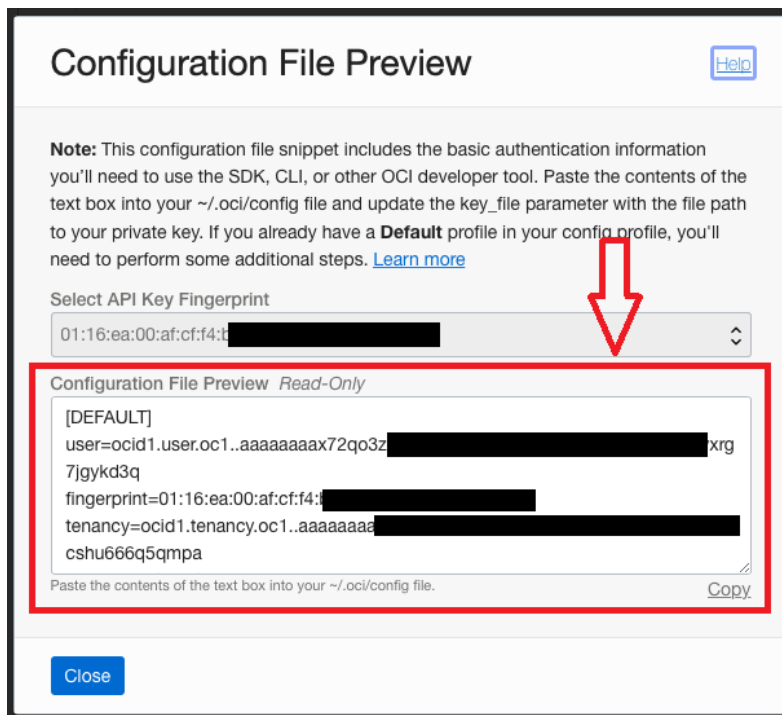 Configuration File Preview
Help
Note: This configuration file snippet includes the basic authentication information
you'll need to use the SDK, CLI, or other OCI developer tool. Paste the contents of the
text box into your ~/.oci/config file and update the key_file parameter with the file path
to your private key. If you already have a Default profile in your config profile, you'll
need to perform some additional steps. Learn more
Select API Key Fingerprint
01:16:ea:00:af:cf:f4:
Configuration File Preview Read-Only
[DEFAULT]
user=ocid1.user.oc1..aaaaaaaax72qo3z xrg
7jgykd3q
fingerprint=01:16:ea:00:af:cf:f4:
tenancy=ocid1.tenancy.oc1..aaaaaaaa
cshu666q5qmpa
Paste the contents of the text box into your ~/.oci/config file.
Copy
Close